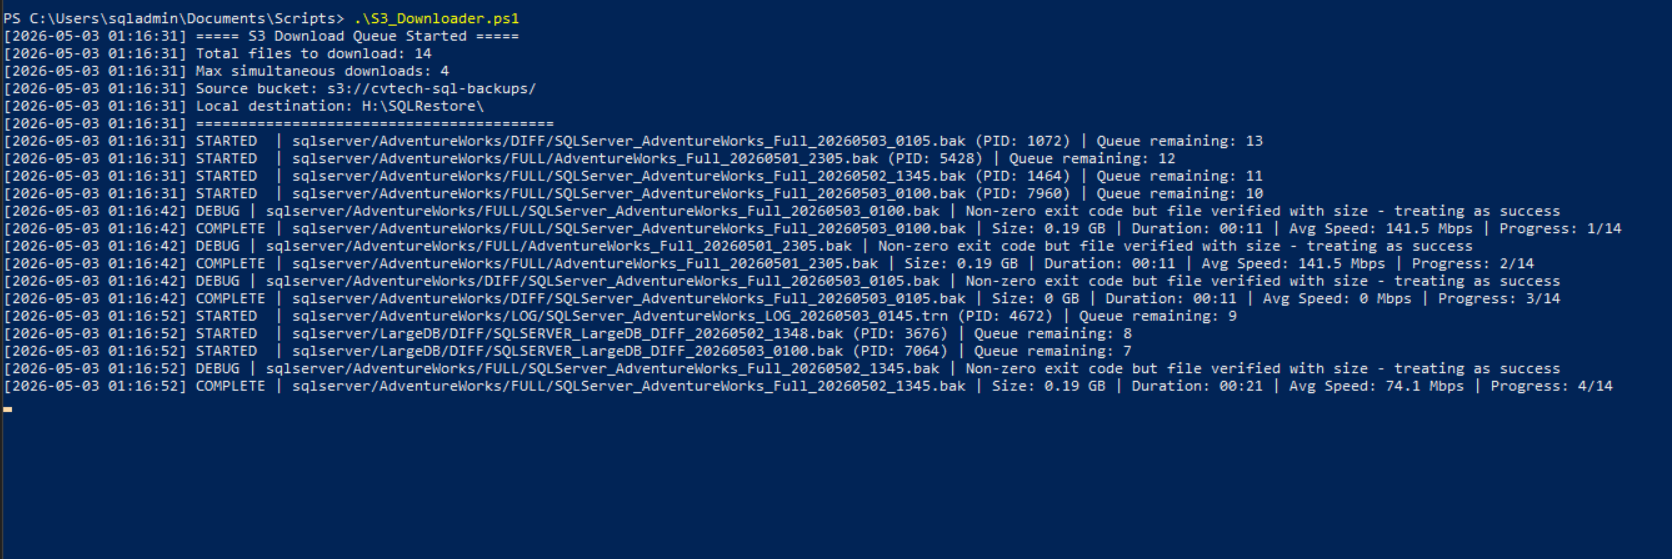 PS C:\Users\sqladmin\Documents\Scripts> .\S3_Downloader.ps1
[2026-05-03 01:16:31] ===== S3 Download Queue Started =====
[2026-05-03 01:16:31] Total files to download: 14
[2026-05-03 01:16:31] Max simultaneous downloads: 4
[2026-05-03 01:16:31] Source bucket: s3://cvtech-sql-backups/
[2026-05-03 01:16:31] Local destination: H:\SQLRestore\
[2026-05-03 01:16:31] =========================================
[2026-05-03 01:16:31] STARTED  | sqlserver/AdventureWorks/DIFF/SQLServer_AdventureWorks_Full_20260503_0105.bak (PID: 1072) | Queue remaining: 13
[2026-05-03 01:16:31] STARTED  | sqlserver/AdventureWorks/FULL/AdventureWorks_Full_20260501_2305.bak (PID: 5428) | Queue remaining: 12
[2026-05-03 01:16:31] STARTED  | sqlserver/AdventureWorks/FULL/SQLServer_AdventureWorks_Full_20260502_1345.bak (PID: 1464) | Queue remaining: 11
[2026-05-03 01:16:31] STARTED  | sqlserver/AdventureWorks/FULL/SQLServer_AdventureWorks_Full_20260503_0100.bak (PID: 7960) | Queue remaining: 10
[2026-05-03 01:16:42] DEBUG | sqlserver/AdventureWorks/FULL/SQLServer_AdventureWorks_Full_20260503_0100.bak | Non-zero exit code but file verified with size - treating as success
[2026-05-03 01:16:42] COMPLETE | sqlserver/AdventureWorks/FULL/SQLServer_AdventureWorks_Full_20260503_0100.bak | Size: 0.19 GB | Duration: 00:11 | Avg Speed: 141.5 Mbps | Progress: 1/14
[2026-05-03 01:16:42] DEBUG | sqlserver/AdventureWorks/FULL/AdventureWorks_Full_20260501_2305.bak | Non-zero exit code but file verified with size - treating as success
[2026-05-03 01:16:42] COMPLETE | sqlserver/AdventureWorks/FULL/AdventureWorks_Full_20260501_2305.bak | Size: 0.19 GB | Duration: 00:11 | Avg Speed: 141.5 Mbps | Progress: 2/14
[2026-05-03 01:16:42] DEBUG | sqlserver/AdventureWorks/DIFF/SQLServer_AdventureWorks_Full_20260503_0105.bak | Non-zero exit code but file verified with size - treating as success
[2026-05-03 01:16:42] COMPLETE | sqlserver/AdventureWorks/DIFF/SQLServer_AdventureWorks_Full_20260503_0105.bak | Size: 0 GB | Duration: 00:11 | Avg Speed: 0 Mbps | Progress: 3/14
[2026-05-03 01:16:52] STARTED  | sqlserver/AdventureWorks/LOG/SQLServer_AdventureWorks_LOG_20260503_0145.trn (PID: 4672) | Queue remaining: 9
[2026-05-03 01:16:52] STARTED  | sqlserver/LargeDB/DIFF/SQLSERVER_LargeDB_DIFF_20260502_1348.bak (PID: 3676) | Queue remaining: 8
[2026-05-03 01:16:52] STARTED  | sqlserver/LargeDB/DIFF/SQLSERVER_LargeDB_DIFF_20260503_0100.bak (PID: 7064) | Queue remaining: 7
[2026-05-03 01:16:52] DEBUG | sqlserver/AdventureWorks/FULL/SQLServer_AdventureWorks_Full_20260502_1345.bak | Non-zero exit code but file verified with size - treating as success
[2026-05-03 01:16:52] COMPLETE | sqlserver/AdventureWorks/FULL/SQLServer_AdventureWorks_Full_20260502_1345.bak | Size: 0.19 GB | Duration: 00:21 | Avg Speed: 74.1 Mbps | Progress: 4/14